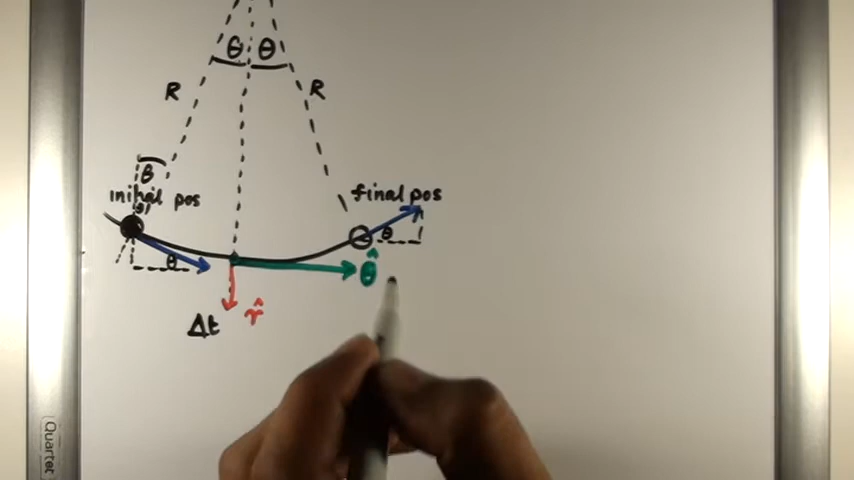 θ θ
R R
θ
initial pos final pos
θ θ
θ̂
r̂
Δt
Quartet